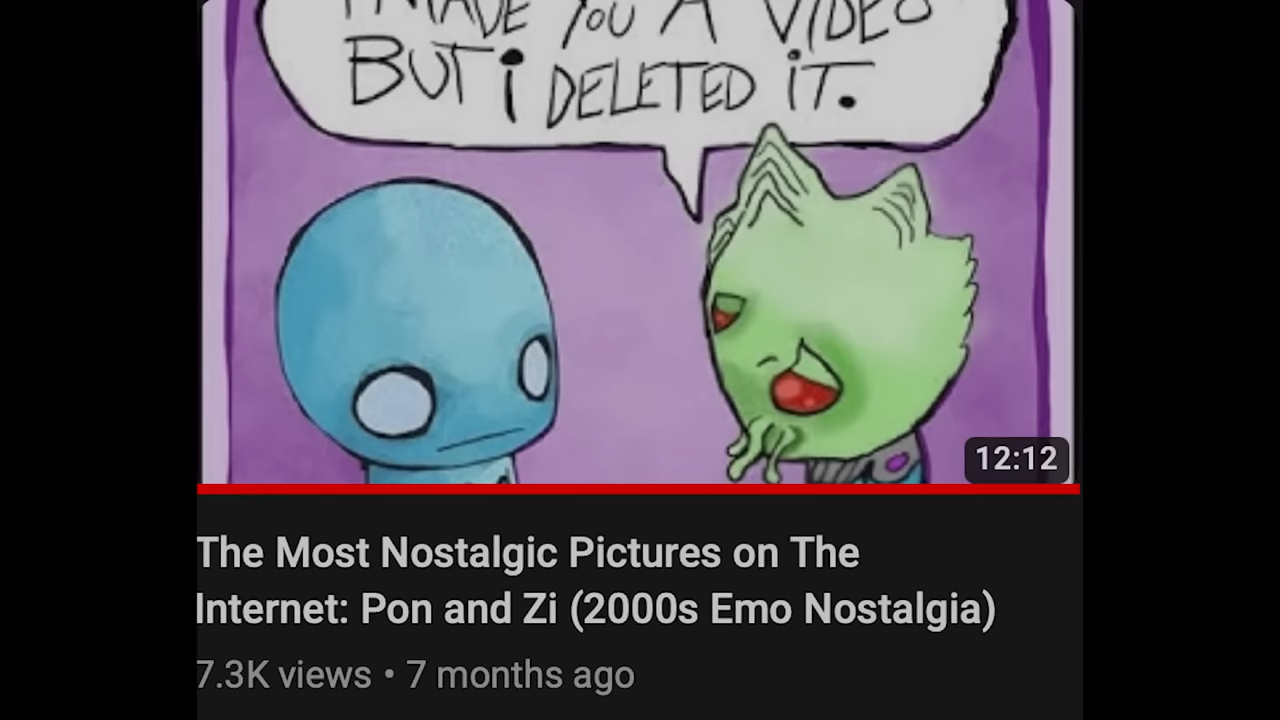 I MADE YOU A VIDEO
BUT i DELETED iT.
12:12
The Most Nostalgic Pictures on The
Internet: Pon and Zi (2000s Emo Nostalgia)
7.3K views • 7 months ago